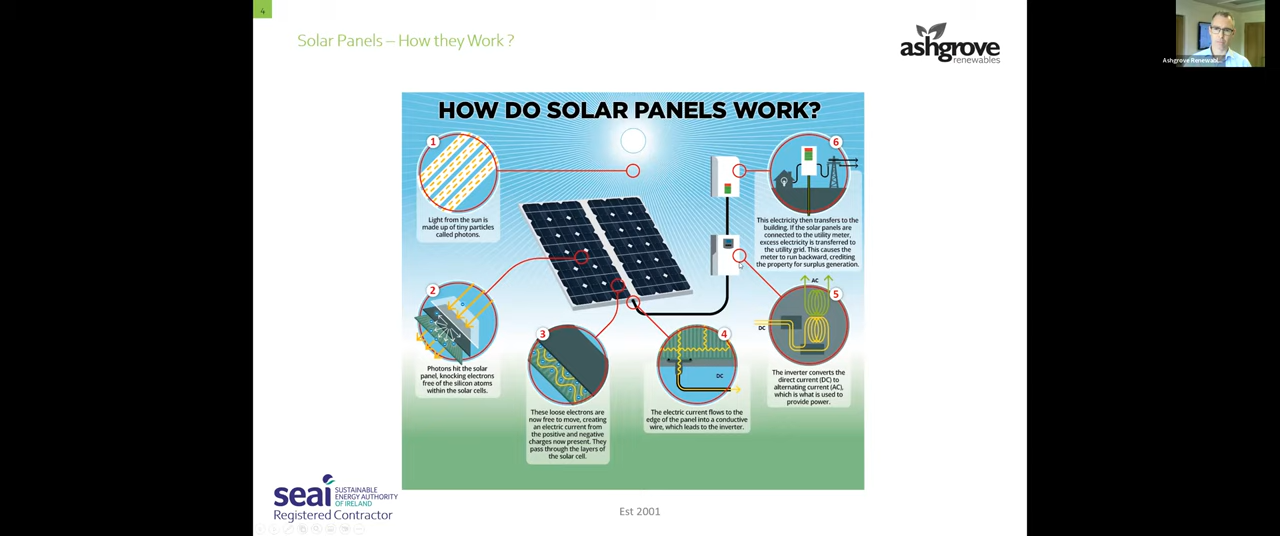 4
Solar Panels – How they Work ?
ashgrove
renewables
Ashgrove Renewabl...
HOW DO SOLAR PANELS WORK?
1
Light from the sun is
made up of tiny particles
called photons.
2
Photons hit the solar
panel, knocking electrons
free of the silicon atoms
within the solar cells.
3
These loose electrons are
now free to move, creating
an electric current from
the positive and negative
charges now present. They
pass through the layers of
the solar cell.
4
DC
The electric current flows to the
edge of the panel into a conductive
wire, which leads to the inverter.
5
AC
DC
The inverter converts the
direct current (DC) to
alternating current (AC),
which is what is used to
provide power.
6
This electricity then transfers to the
building. If the solar panels are
connected to the utility meter,
excess electricity is transferred to
the utility grid. This causes the
meter to run backward, crediting
the property for surplus generation.
seai
SUSTAINABLE
ENERGY AUTHORITY
OF IRELAND
Registered Contractor
Est 2001